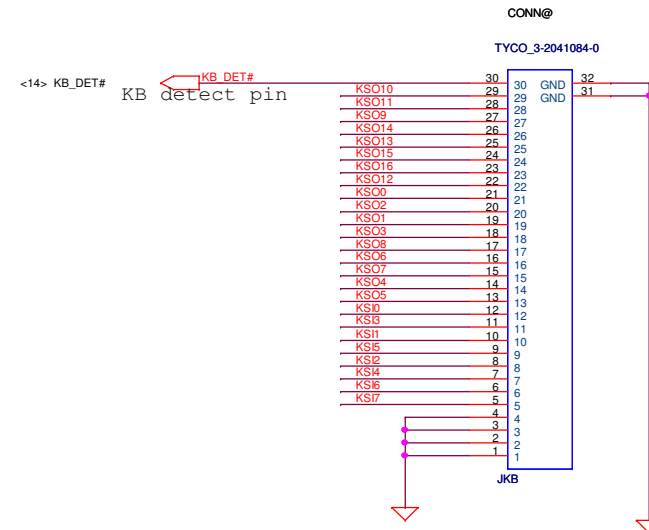 CONN@
TYCO_3-2041084-0
<14> KB_DET#
KB_DET#
KB detect pin
30 30 GND 32
KSO10 29 29 GND 31
KSO11 28 28
KSO9 27 27
KSO14 26 26
KSO13 25 25
KSO15 24 24
KSO16 23 23
KSO12 22 22
KSO0 21 21
KSO2 20 20
KSO1 19 19
KSO3 18 18
KSO8 17 17
KSO6 16 16
KSO7 15 15
KSO4 14 14
KSO5 13 13
KSI0 12 12
KSI3 11 11
KSI1 10 10
KSI5 9 9
KSI2 8 8
KSI4 7 7
KSI6 6 6
KSI7 5 5
4 4
3 3
2 2
1 1
JKB